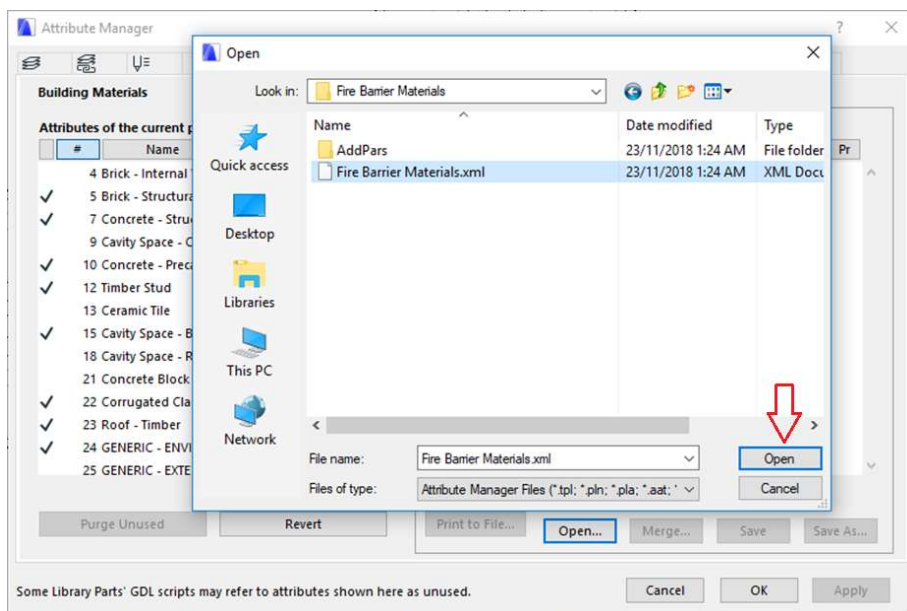 Attribute Manager
?
Open
Building Materials
Look in:
Fire Barrier Materials
Attributes of the current p
# Name
Pr
4 Brick - Internal
5 Brick - Structura
7 Concrete - Struc
9 Cavity Space - C
10 Concrete - Preca
12 Timber Stud
13 Ceramic Tile
15 Cavity Space - B
18 Cavity Space - R
21 Concrete Block
22 Corrugated Cla
23 Roof - Timber
24 GENERIC - ENVI
25 GENERIC - EXTE
Quick access
Desktop
Libraries
This PC
Network
Name Date modified Type
AddPars 23/11/2018 1:24 AM File folder
Fire Barrier Materials.xml 23/11/2018 1:24 AM XML Docu
File name:
Fire Barrier Materials.xml
Open
Files of type:
Attribute Manager Files (*.tpl; *.pln; *.pla; *.aat; *
Cancel
Purge Unused
Revert
Print to File...
Open...
Merge...
Save
Save As...
Some Library Parts' GDL scripts may refer to attributes shown here as unused.
Cancel
OK
Apply